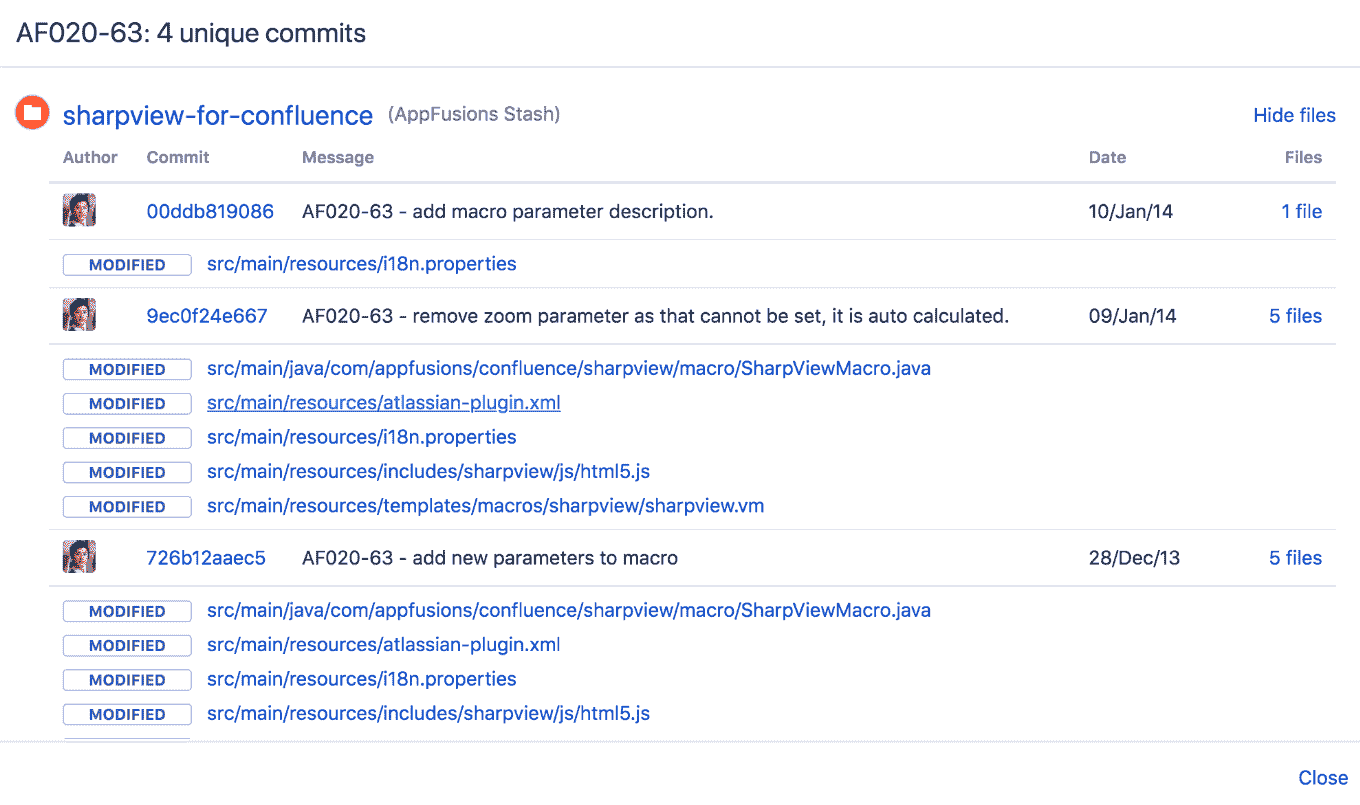 AF020-63: 4 unique commits
sharpview-for-confluence (AppFusions Stash) Hide files
Author Commit Message Date Files
00ddb819086 AF020-63 - add macro parameter description. 10/Jan/14 1 file
MODIFIED src/main/resources/i18n.properties
9ec0f24e667 AF020-63 - remove zoom parameter as that cannot be set, it is auto calculated. 09/Jan/14 5 files
MODIFIED src/main/java/com/appfusions/confluence/sharpview/macro/SharpViewMacro.java
MODIFIED src/main/resources/atlassian-plugin.xml
MODIFIED src/main/resources/i18n.properties
MODIFIED src/main/resources/includes/sharpview/js/html5.js
MODIFIED src/main/resources/templates/macros/sharpview/sharpview.vm
726b12aaec5 AF020-63 - add new parameters to macro 28/Dec/13 5 files
MODIFIED src/main/java/com/appfusions/confluence/sharpview/macro/SharpViewMacro.java
MODIFIED src/main/resources/atlassian-plugin.xml
MODIFIED src/main/resources/i18n.properties
MODIFIED src/main/resources/includes/sharpview/js/html5.js
Close